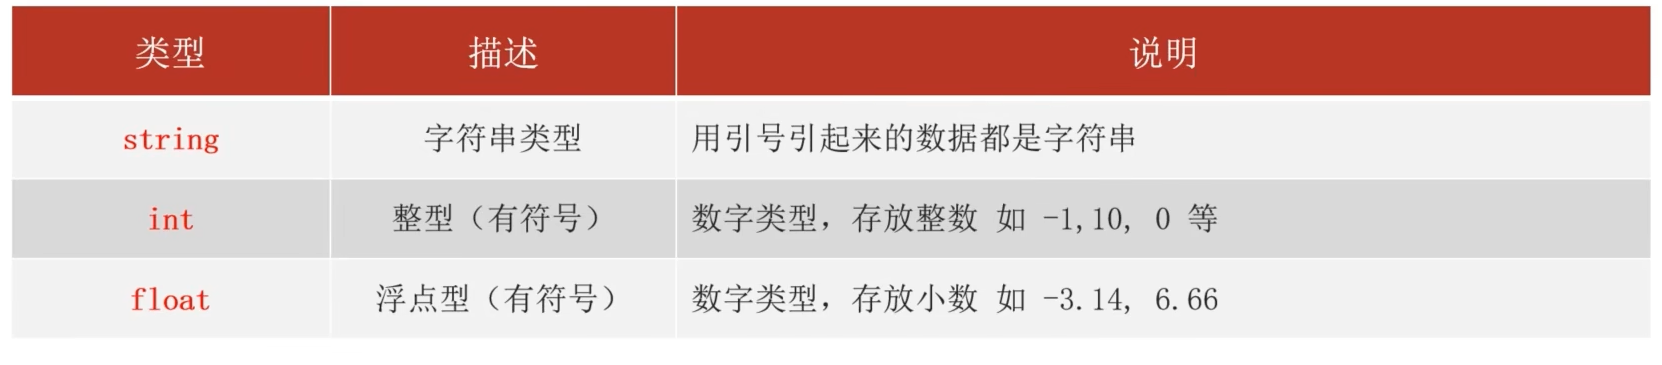 类型 描述 说明
string 字符串类型 用引号引起来的数据都是字符串
int 整型（有符号） 数字类型，存放整数 如 -1,10, 0 等
float 浮点型（有符号） 数字类型，存放小数 如 -3.14, 6.66